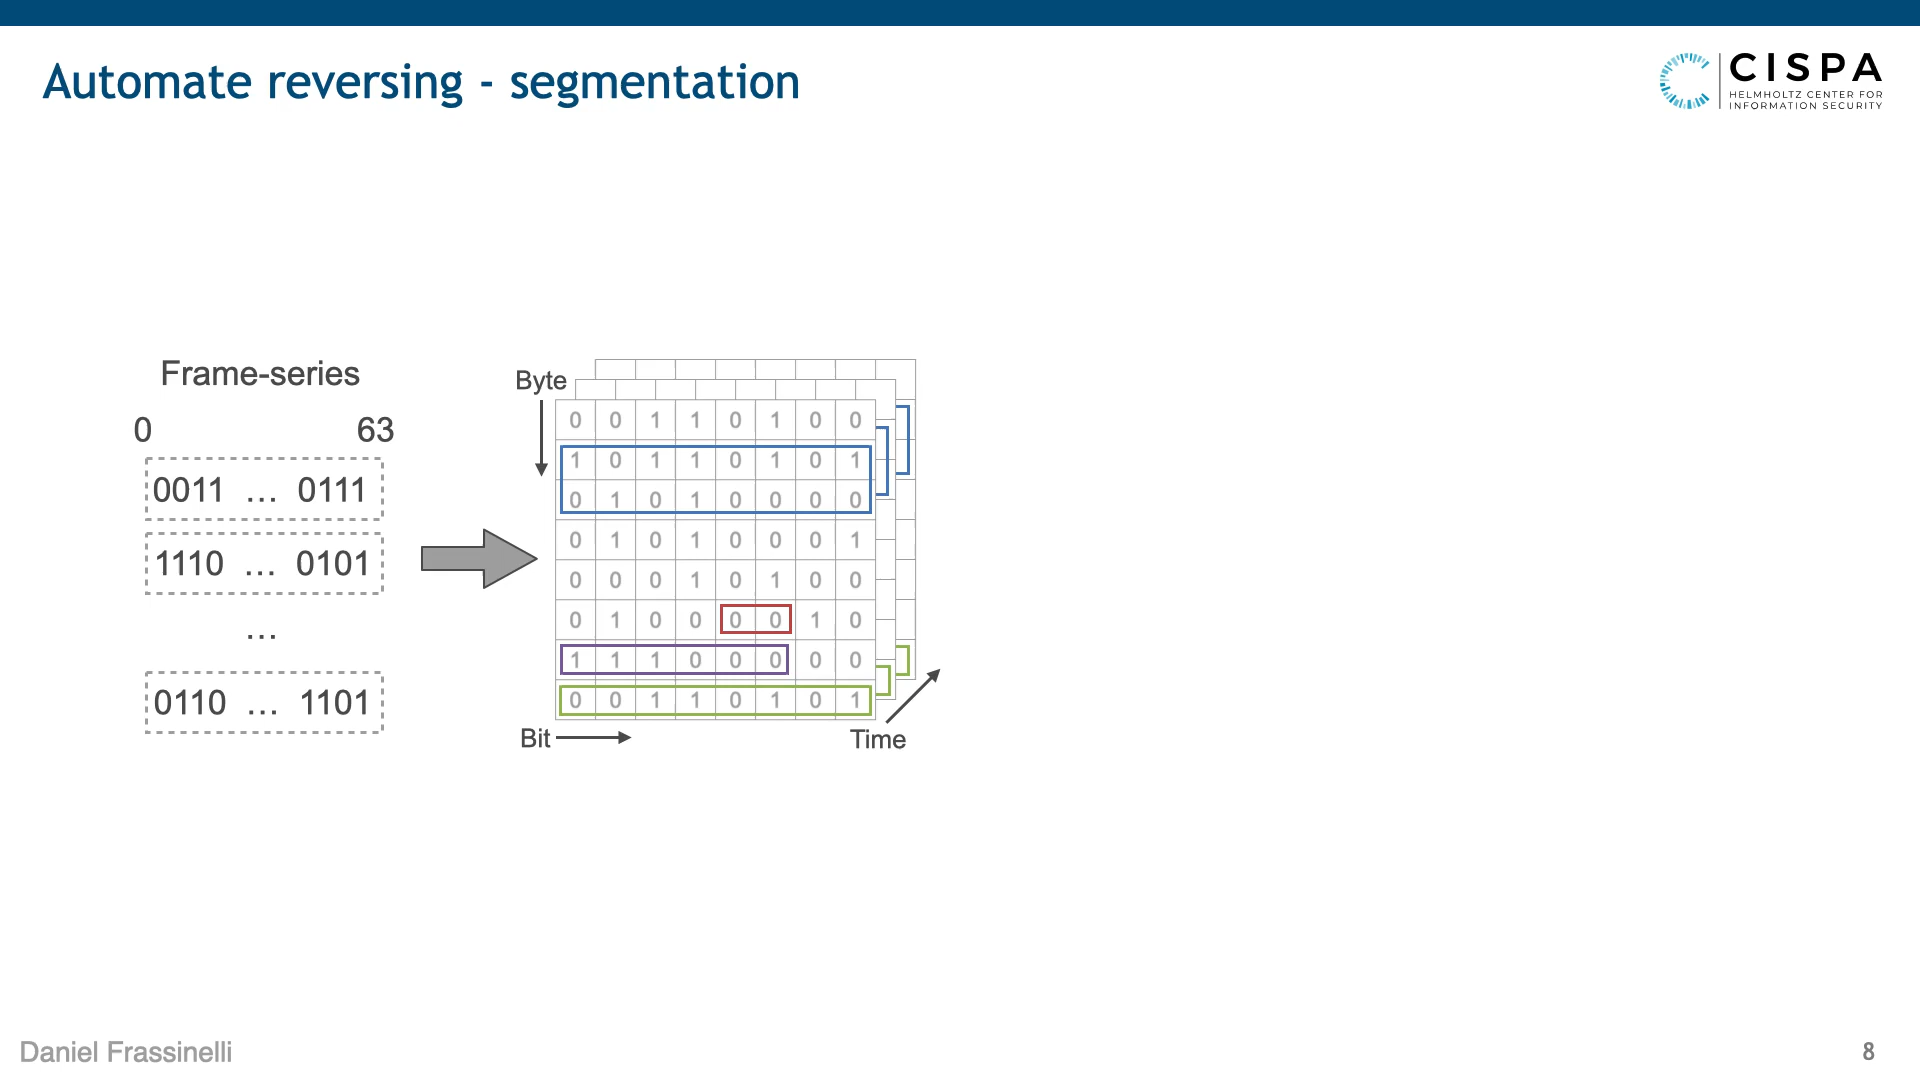 Automate reversing - segmentation
CISPA
HELMHOLTZ CENTER FOR
INFORMATION SECURITY
Frame-series
0 63
0011 … 0111
1110 … 0101
…
0110 … 1101
Byte
0 0 1 1 0 1 0 0
1 0 1 1 0 1 0 1
0 1 0 1 0 0 0 0
0 1 0 1 0 0 0 1
0 0 0 1 0 1 0 0
0 1 0 0 0 0 1 0
1 1 1 0 0 0 0 0
0 0 1 1 0 1 0 1
Bit
Time
Daniel Frassinelli
8